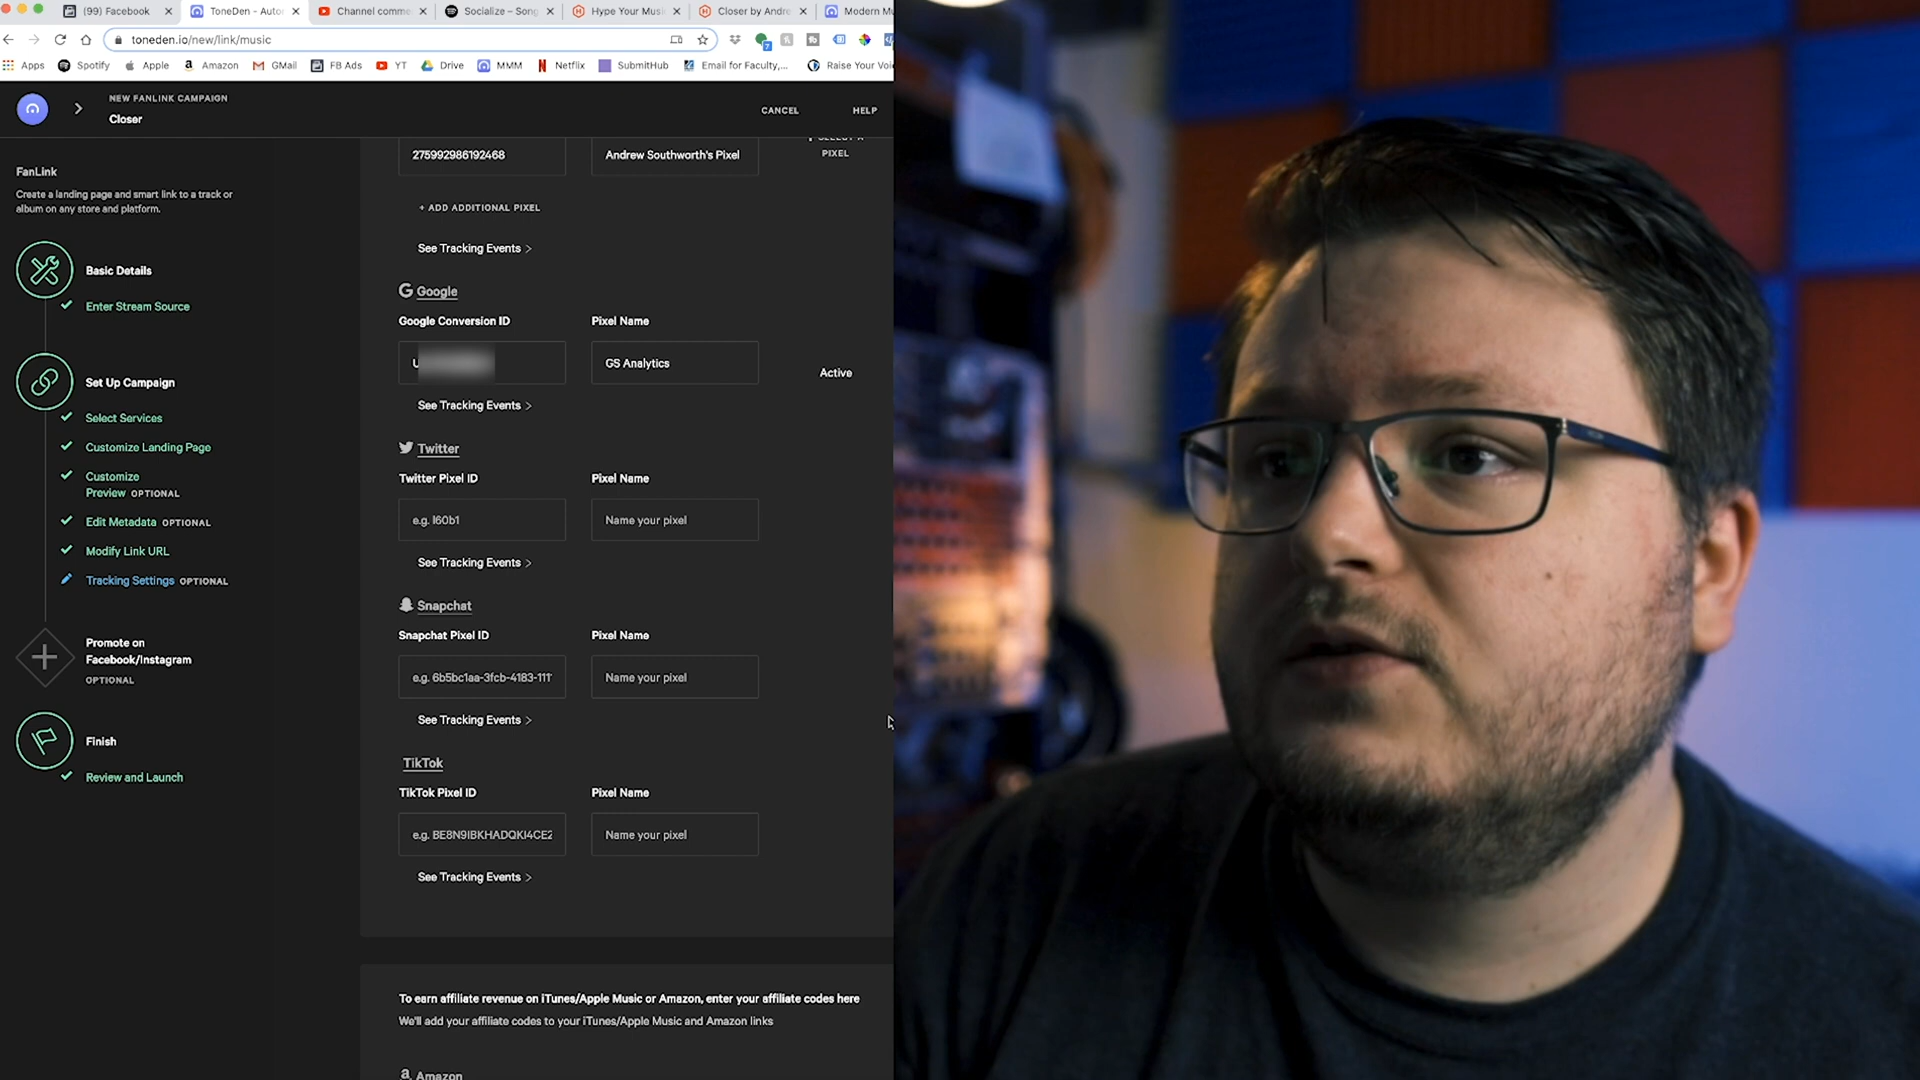 (99) Facebook
ToneDen - Auto
Channel comme
Socialize – Song
Hype Your Musi
Closer by Andre
Modern Mu
toneden.io/new/link/music
7
Apps
Spotify
Apple
Amazon
GMail
FB Ads
YT
Drive
MMM
Netflix
SubmitHub
Email for Faculty,...
Raise Your Voi
NEW FANLINK CAMPAIGN
Closer
CANCEL
HELP
FanLink
Create a landing page and smart link to a track or
album on any store and platform.
Basic Details
Enter Stream Source
Set Up Campaign
Select Services
Customize Landing Page
Customize
Preview OPTIONAL
Edit Metadata OPTIONAL
Modify Link URL
Tracking Settings OPTIONAL
Promote on
Facebook/Instagram
OPTIONAL
Finish
Review and Launch
275992986192468
Andrew Southworth's Pixel
SELECT A
PIXEL
+ ADD ADDITIONAL PIXEL
See Tracking Events >
Google
Google Conversion ID
Pixel Name
U
GS Analytics
Active
See Tracking Events >
Twitter
Twitter Pixel ID
Pixel Name
e.g. l60b1
Name your pixel
See Tracking Events >
Snapchat
Snapchat Pixel ID
Pixel Name
e.g. 6b5bc1aa-3fcb-4183-111
Name your pixel
See Tracking Events >
TikTok
TikTok Pixel ID
Pixel Name
e.g. BE8N9IBKHADQKI4CE2
Name your pixel
See Tracking Events >
To earn affiliate revenue on iTunes/Apple Music or Amazon, enter your affiliate codes here
We'll add your affiliate codes to your iTunes/Apple Music and Amazon links
Amazon